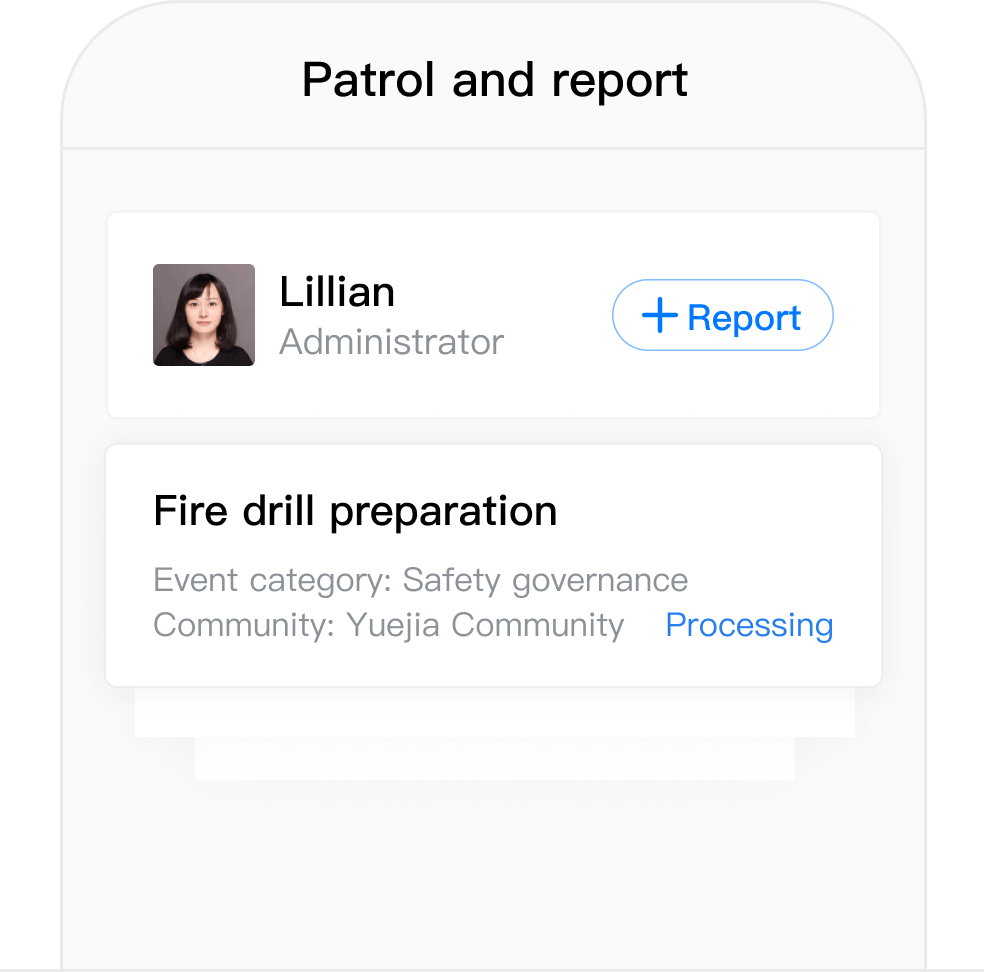 Patrol and report
Lillian
Administrator
Report
Fire drill preparation
Event category: Safety governance
Community: Yuejia Community
Processing